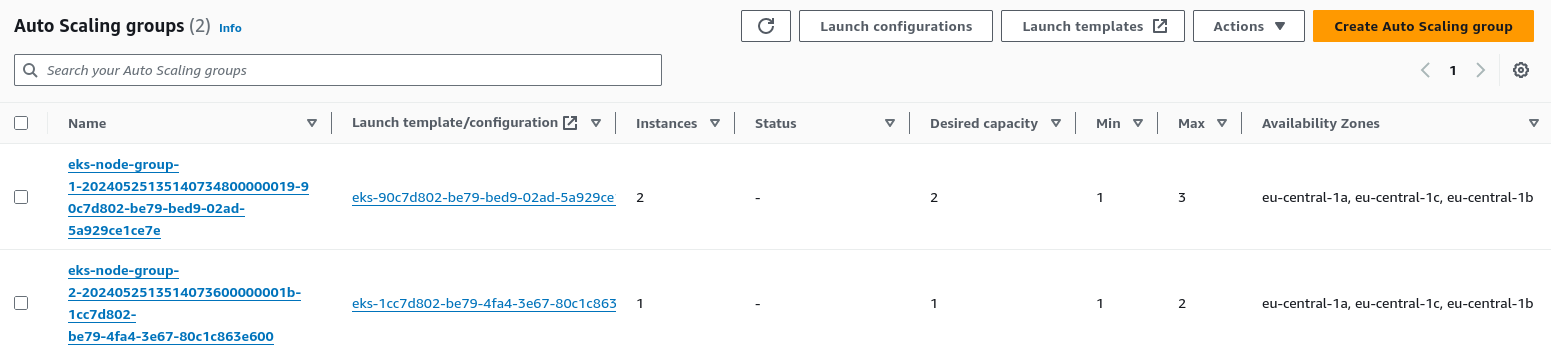 Auto Scaling groups (2) Info
Launch configurations
Launch templates
Actions
Create Auto Scaling group
Search your Auto Scaling groups
1
Name Launch template/configuration Instances Status Desired capacity Min Max Availability Zones
eks-node-group-
1-20240525135140734800000019-9
0c7d802-be79-bed9-02ad-
5a929ce1ce7e
eks-90c7d802-be79-bed9-02ad-5a929ce
2 - 2 1 3 eu-central-1a, eu-central-1c, eu-central-1b
eks-node-group-
2-2024052513514073600000001b-
1cc7d802-
be79-4fa4-3e67-80c1c863e600
eks-1cc7d802-be79-4fa4-3e67-80c1c863
1 - 1 1 2 eu-central-1a, eu-central-1c, eu-central-1b